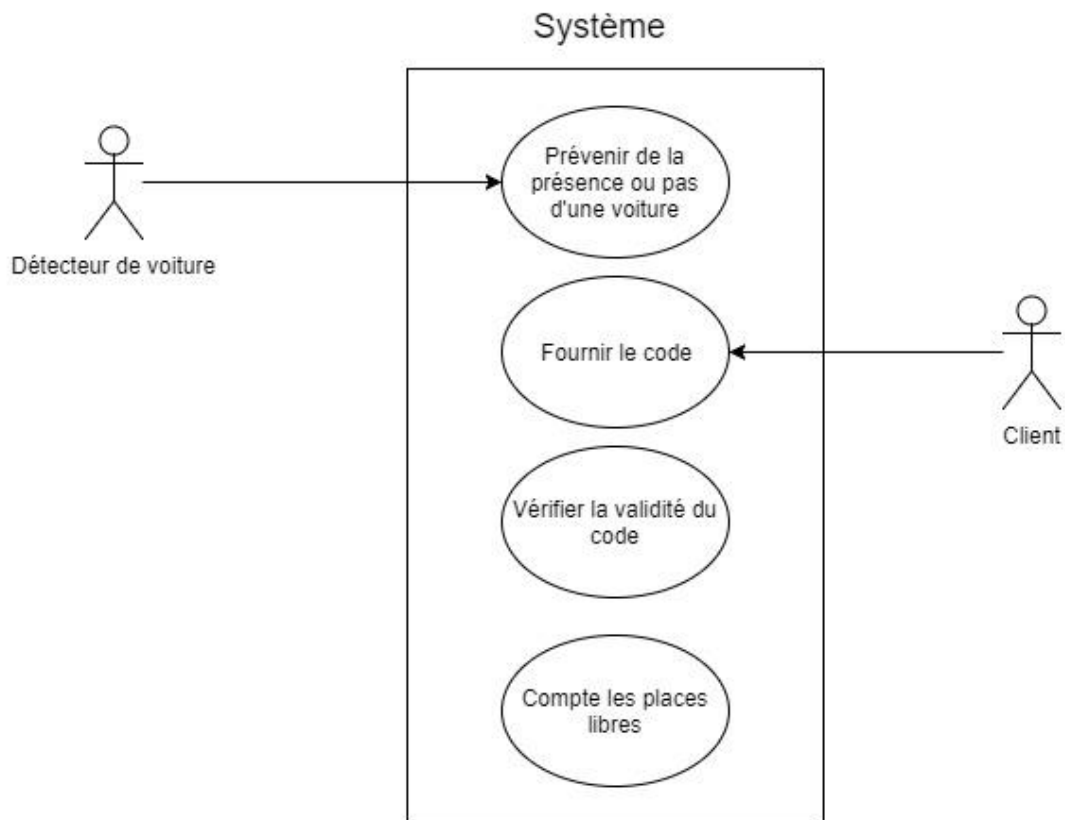 Système
Prévenir de la
présence ou pas
d'une voiture
Détecteur de voiture
Fournir le code
Client
Vérifier la validité du
code
Compte les places
libres